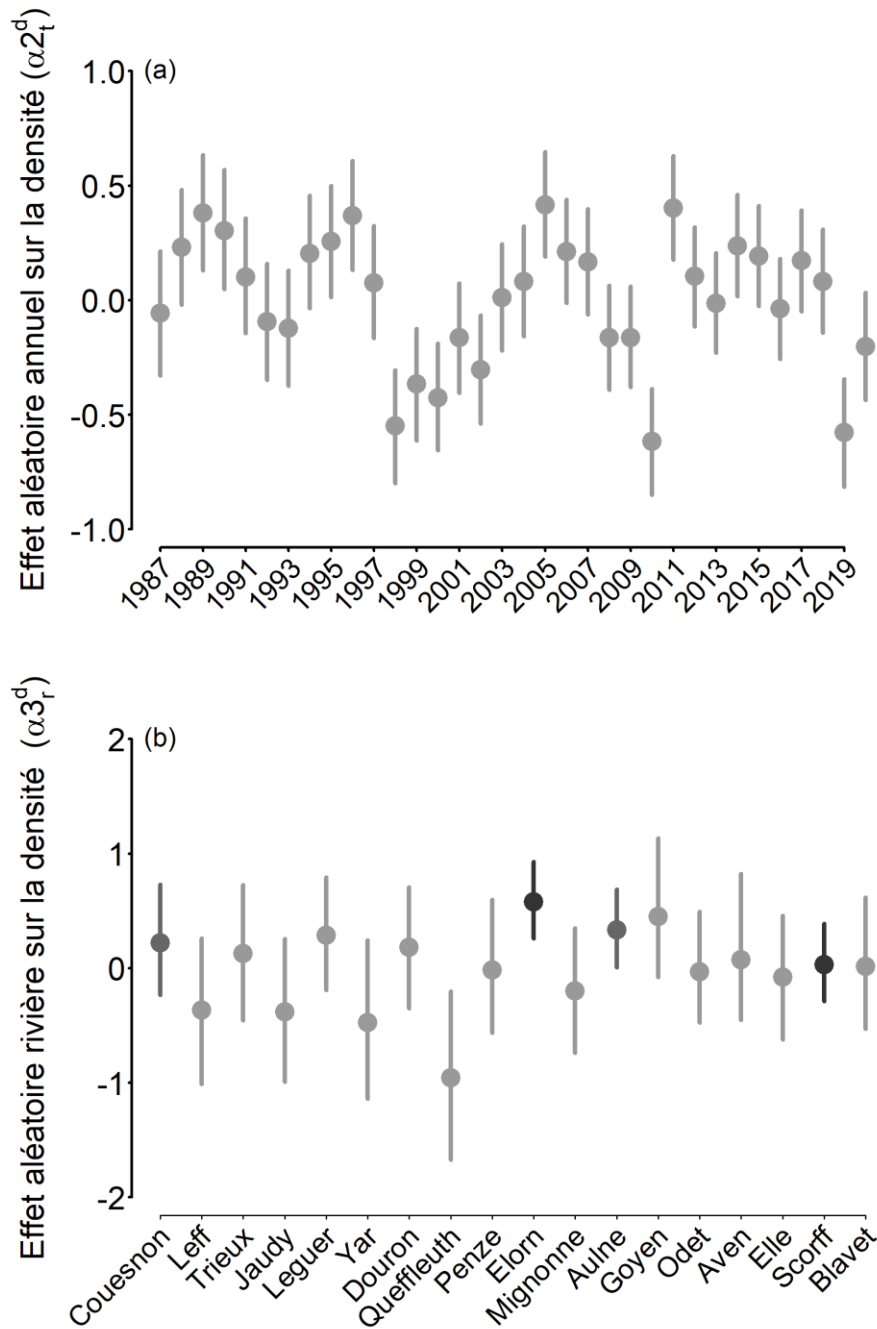 Effet aléatoire annuel sur la densité (α2ₜᵈ)
(a)
1.0
0.5
0.0
-0.5
-1.0
1987
1989
1991
1993
1995
1997
1999
2001
2003
2005
2007
2009
2011
2013
2015
2017
2019
Effet aléatoire rivière sur la densité (α3ᵣᵈ)
(b)
2
1
0
-1
-2
Couesnon
Leff
Trieux
Jaudy
Leguer
Yar
Douron
Queffleuth
Penze
Elorn
Mignonne
Aulne
Goyen
Odet
Aven
Elle
Scorff
Blavet